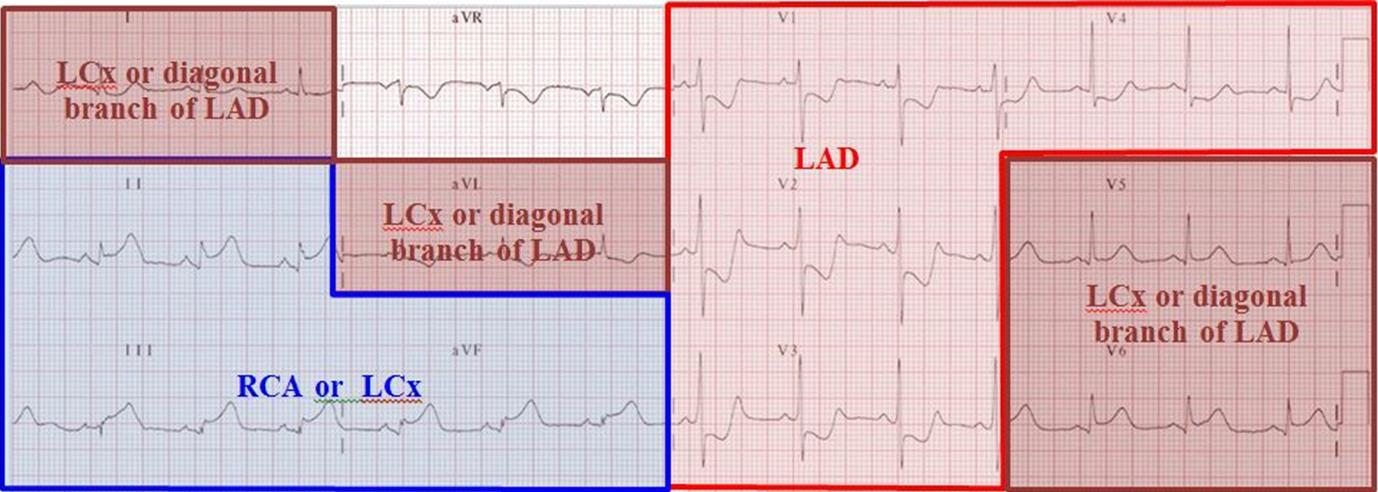 I
aVR
V1
V4
LCx or diagonal
branch of LAD
LAD
II
aVL
V2
V5
LCx or diagonal
branch of LAD
LCx or diagonal
branch of LAD
III
aVF
V3
V6
RCA or LCx